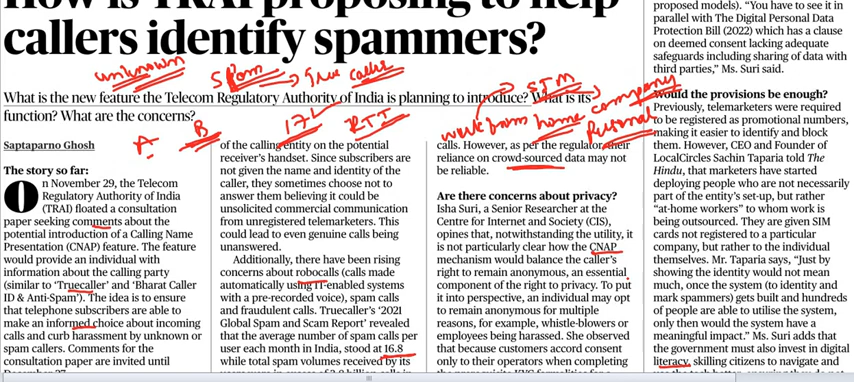 How is TRAI proposing to help
callers identify spammers?
unknown
Spam → True caller
SIM
company
What is the new feature the Telecom Regulatory Authority of India is planning to introduce? What is its
function? What are the concerns?
A
B
work from home
Personal
Saptaparno Ghosh
The story so far:
On November 29, the Telecom
Regulatory Authority of India
(TRAI) floated a consultation
paper seeking comments about the
potential introduction of a Calling Name
Presentation (CNAP) feature. The feature
would provide an individual with
information about the calling party
(similar to ‘Truecaller’ and ‘Bharat Caller
ID & Anti-Spam’). The idea is to ensure
that telephone subscribers are able to
make an informed choice about incoming
calls and curb harassment by unknown or
spam callers. Comments for the
consultation paper are invited until
of the calling entity on the potential
receiver’s handset. Since subscribers are
not given the name and identity of the
caller, they sometimes choose not to
answer them believing it could be
unsolicited commercial communication
from unregistered telemarketers. This
could lead to even genuine calls being
unanswered.
Additionally, there have been rising
concerns about robocalls (calls made
automatically using IT-enabled systems
with a pre-recorded voice), spam calls
and fraudulent calls. Truecaller’s ‘2021
Global Spam and Scam Report’ revealed
that the average number of spam calls per
user each month in India, stood at 16.8
while total spam volumes received by its
calls. However, as per the regulator, their
reliance on crowd-sourced data may not
be reliable.
Are there concerns about privacy?
Isha Suri, a Senior Researcher at the
Centre for Internet and Society (CIS),
opines that, notwithstanding the utility, it
is not particularly clear how the CNAP
mechanism would balance the caller’s
right to remain anonymous, an essential
component of the right to privacy. To put
it into perspective, an individual may opt
to remain anonymous for multiple
reasons, for example, whistle-blowers or
employees being harassed. She observed
that because customers accord consent
only to their operators when completing
proposed models). “You have to see it in
parallel with The Digital Personal Data
Protection Bill (2022) which has a clause
on deemed consent lacking adequate
safeguards including sharing of data with
third parties,” Ms. Suri said.
Would the provisions be enough?
Previously, telemarketers were required
to be registered as promotional numbers,
making it easier to identify and block
them. However, CEO and Founder of
LocalCircles Sachin Taparia told The
Hindu, that marketers have started
deploying people who are not necessarily
part of the entity’s set-up, but rather
“at-home workers” to whom work is
being outsourced. They are given SIM
cards not registered to a particular
company, but rather to the individual
themselves. Mr. Taparia says, “Just by
showing the identity would not mean
much, once the system (to identify and
mark spammers) gets built and hundreds
of people are able to utilise the system,
only then would the system have a
meaningful impact.” Ms. Suri adds that
the government must also invest in digital
literacy, skilling citizens to navigate and